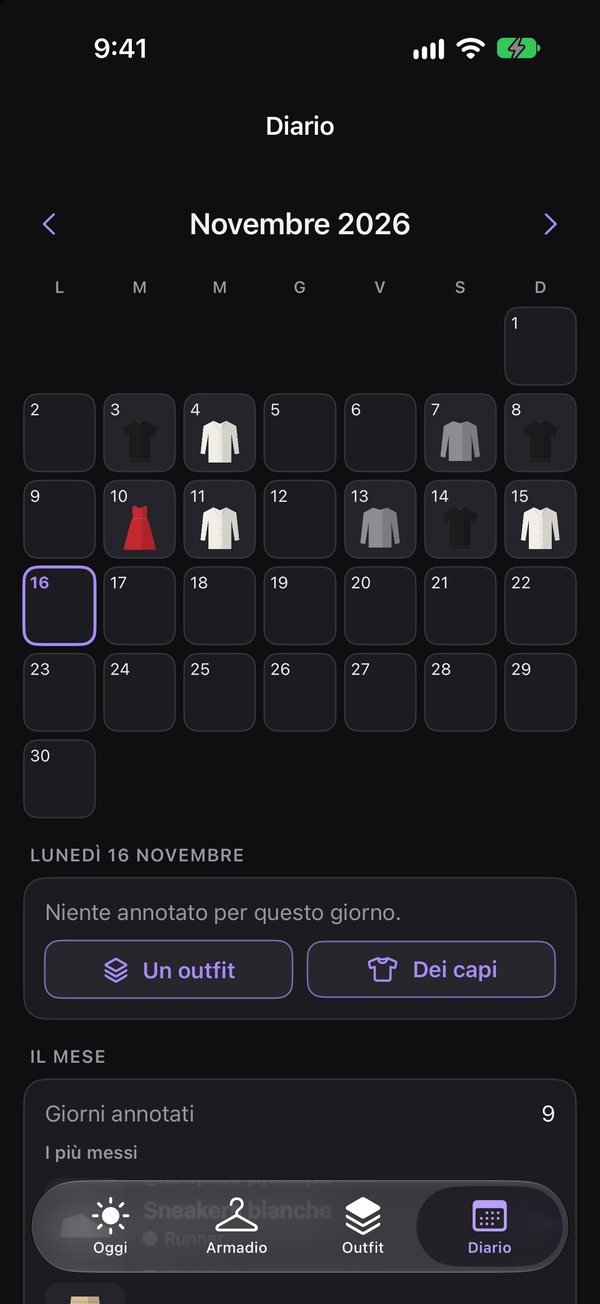 9:41
Diario
Novembre 2026
L M M G V S D
1
2 3 4 5 6 7 8
9 10 11 12 13 14 15
16 17 18 19 20 21 22
23 24 25 26 27 28 29
30
LUNEDÌ 16 NOVEMBRE
Niente annotato per questo giorno.
Un outfit
Dei capi
IL MESE
Giorni annotati 9
I più messi
Sneaker bianche
Runner
Oggi Armadio Outfit Diario